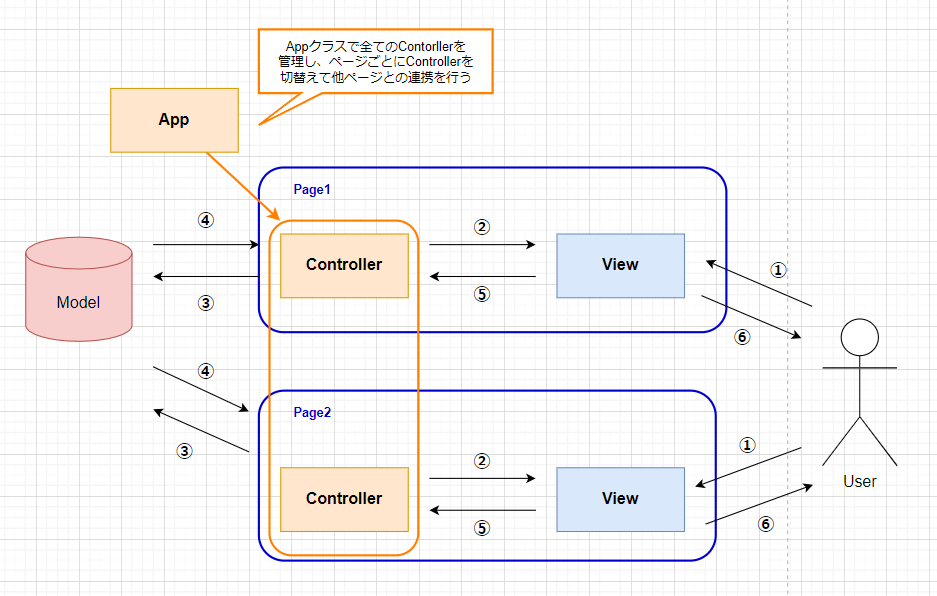 Appクラスで全てのContorllerを
管理し、ページごとにControllerを
切替えて他ページとの連携を行う
App
Page1
④
②
①
Controller
View
Model
③
⑤
⑥
④
Page2
③
②
①
Controller
View
User
⑤
⑥